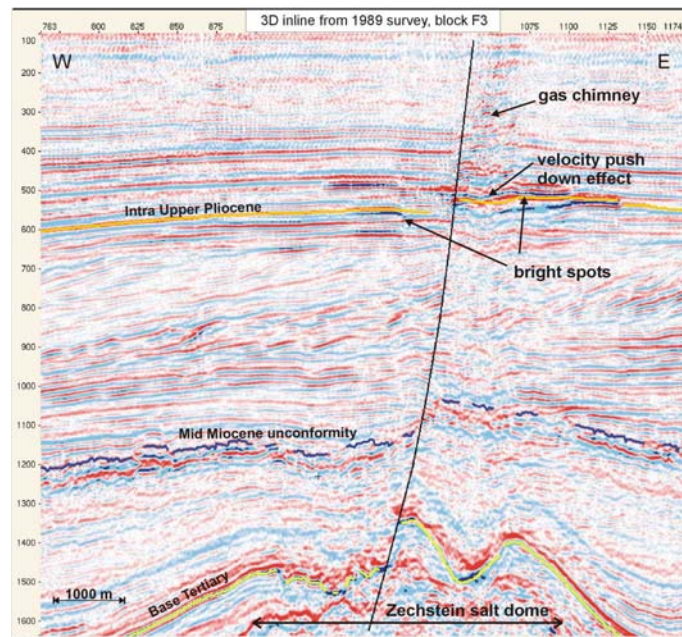 3D inline from 1989 survey, block F3
763 800 825 850 875 1075 1100 1125 1150 1174
W E
100
200
300
400
500
600
700
800
900
1000
1100
1200
1300
1400
1500
1600
gas chimney
velocity push
down effect
Intra Upper Pliocene
bright spots
Mid Miocene unconformity
Base Tertiary
1000 m
Zechstein salt dome